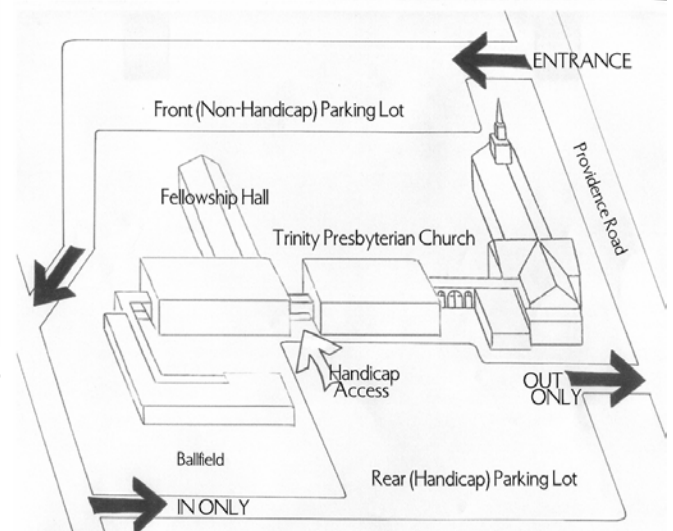 ENTRANCE
Front (Non-Handicap) Parking Lot
Providence Road
Fellowship Hall
Trinity Presbyterian Church
Handicap
Access
OUT
ONLY
Ballfield
Rear (Handicap) Parking Lot
IN ONLY